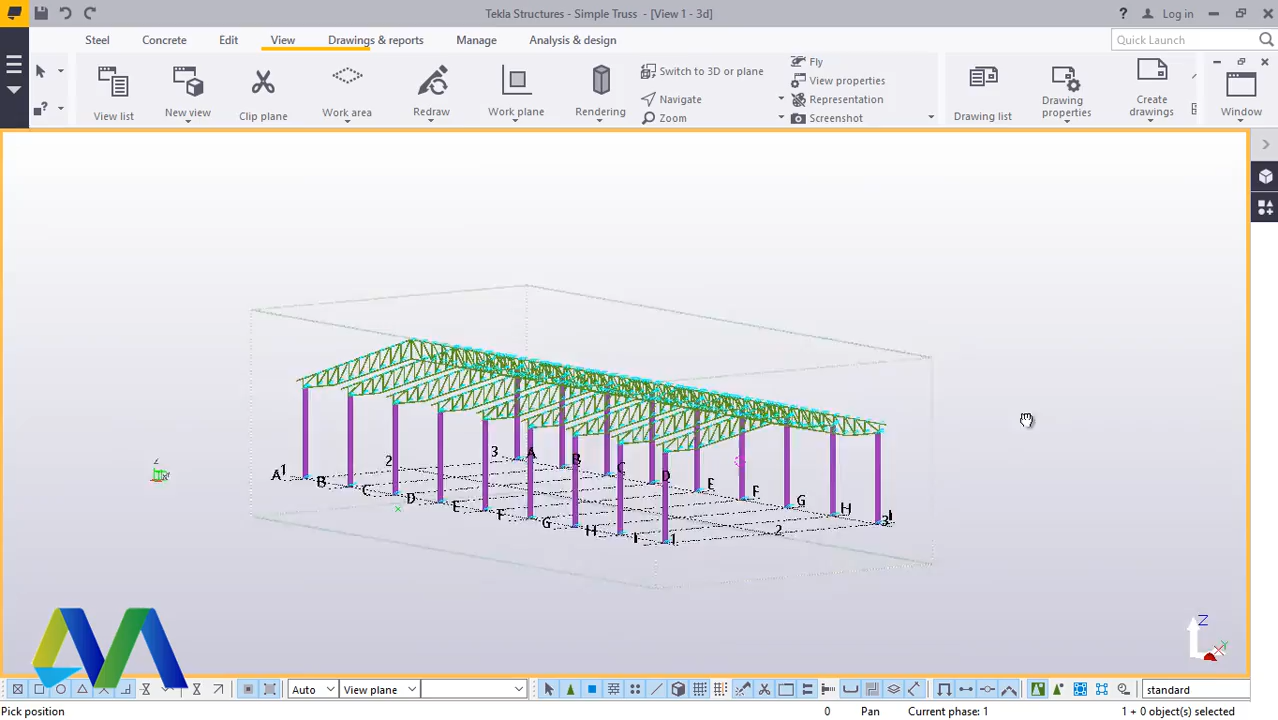 Tekla Structures - Simple Truss - [View 1 - 3d]
Log in
Steel Concrete Edit View Drawings & reports Manage Analysis & design Quick Launch
View list
New view
Clip plane
Work area
Redraw
Work plane
Rendering
Switch to 3D or plane
Navigate
Zoom
Fly
View properties
Representation
Screenshot
Drawing list
Drawing properties
Create drawings
Window
A 1 B C D E F G H I 1
2 3 A B C D E F G H 2 3
Z
Z
Y
X
Auto View plane standard
Pick position 0 Pan Current phase: 1 1 + 0 object(s) selected